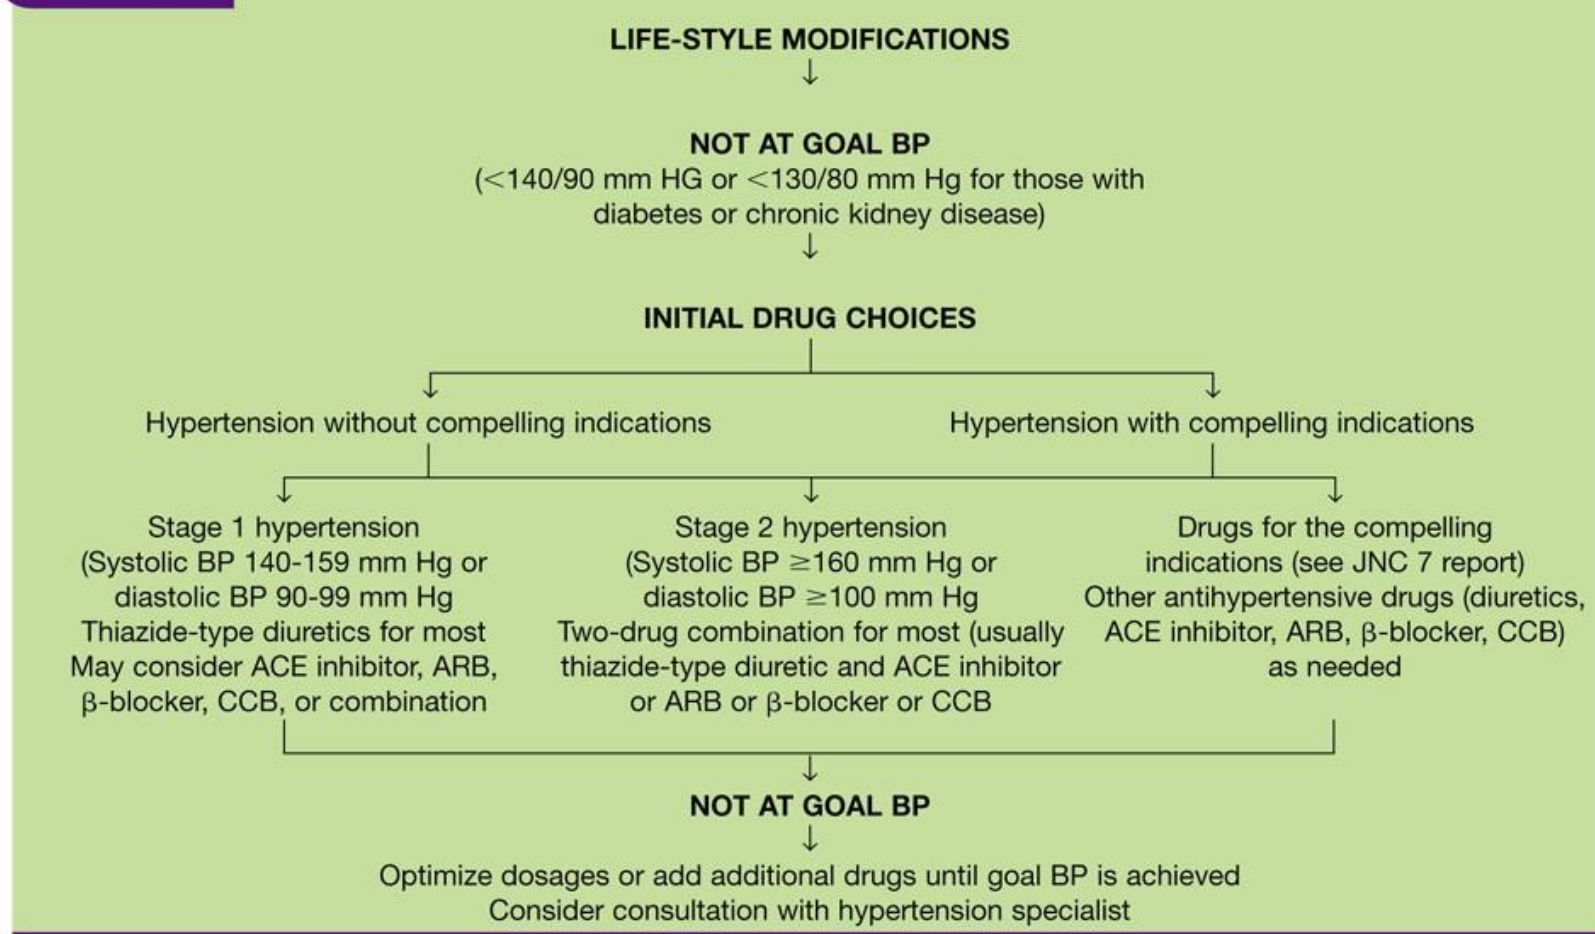 LIFE-STYLE MODIFICATIONS
NOT AT GOAL BP
(<140/90 mm HG or <130/80 mm Hg for those with
diabetes or chronic kidney disease)
INITIAL DRUG CHOICES
Hypertension without compelling indications
Hypertension with compelling indications
Stage 1 hypertension
(Systolic BP 140-159 mm Hg or
diastolic BP 90-99 mm Hg
Thiazide-type diuretics for most
May consider ACE inhibitor, ARB,
β-blocker, CCB, or combination
Stage 2 hypertension
(Systolic BP ≥160 mm Hg or
diastolic BP ≥100 mm Hg
Two-drug combination for most (usually
thiazide-type diuretic and ACE inhibitor
or ARB or β-blocker or CCB
Drugs for the compelling
indications (see JNC 7 report)
Other antihypertensive drugs (diuretics,
ACE inhibitor, ARB, β-blocker, CCB)
as needed
NOT AT GOAL BP
Optimize dosages or add additional drugs until goal BP is achieved
Consider consultation with hypertension specialist